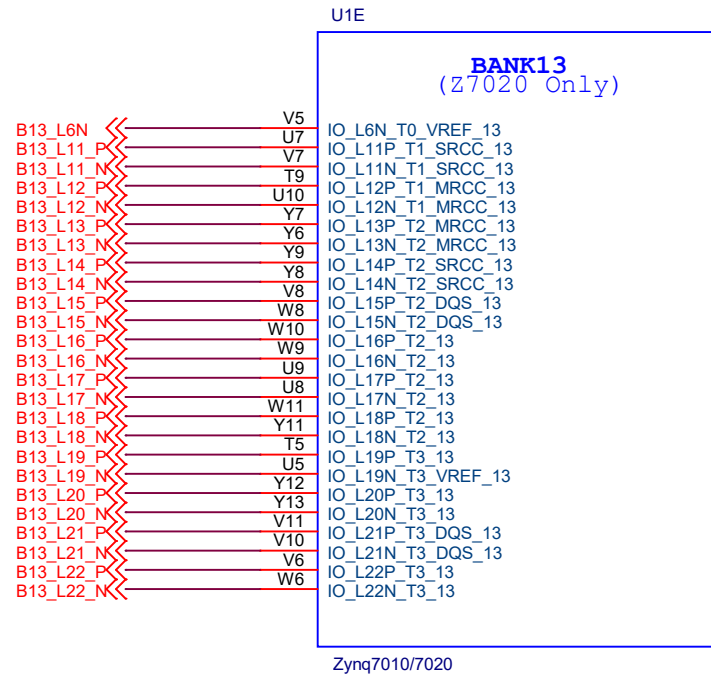 U1E
BANK13
(Z7020 Only)
B13_L6N V5 IO_L6N_T0_VREF_13
B13_L11_P U7 IO_L11P_T1_SRCC_13
B13_L11_N V7 IO_L11N_T1_SRCC_13
B13_L12_P T9 IO_L12P_T1_MRCC_13
B13_L12_N U10 IO_L12N_T1_MRCC_13
B13_L13_P Y7 IO_L13P_T2_MRCC_13
B13_L13_N Y6 IO_L13N_T2_MRCC_13
B13_L14_P Y9 IO_L14P_T2_SRCC_13
B13_L14_N Y8 IO_L14N_T2_SRCC_13
B13_L15_P V8 IO_L15P_T2_DQS_13
B13_L15_N W8 IO_L15N_T2_DQS_13
B13_L16_P W10 IO_L16P_T2_13
B13_L16_N W9 IO_L16N_T2_13
B13_L17_P U9 IO_L17P_T2_13
B13_L17_N U8 IO_L17N_T2_13
B13_L18_P W11 IO_L18P_T2_13
B13_L18_N Y11 IO_L18N_T2_13
B13_L19_P T5 IO_L19P_T3_13
B13_L19_N U5 IO_L19N_T3_VREF_13
B13_L20_P Y12 IO_L20P_T3_13
B13_L20_N Y13 IO_L20N_T3_13
B13_L21_P V11 IO_L21P_T3_DQS_13
B13_L21_N V10 IO_L21N_T3_DQS_13
B13_L22_P V6 IO_L22P_T3_13
B13_L22_N W6 IO_L22N_T3_13
Zynq7010/7020